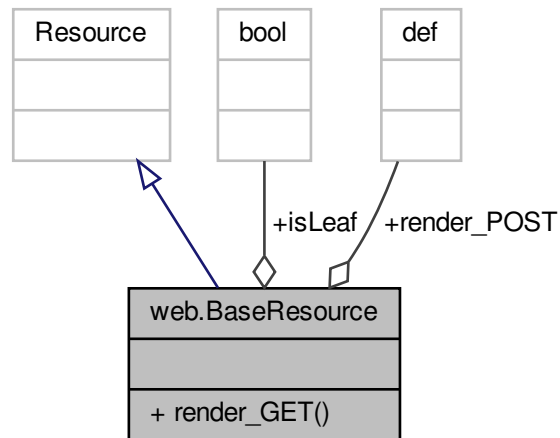 Resource
bool
def
+isLeaf
+render_POST
web.BaseResource
+ render_GET()